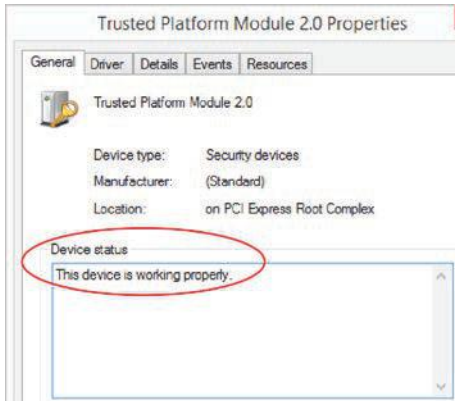 Trusted Platform Module 2.0 Properties
General Driver Details Events Resources
Trusted Platform Module 2.0
Device type: Security devices
Manufacturer: (Standard)
Location: on PCI Express Root Complex
Device status
This device is working properly.